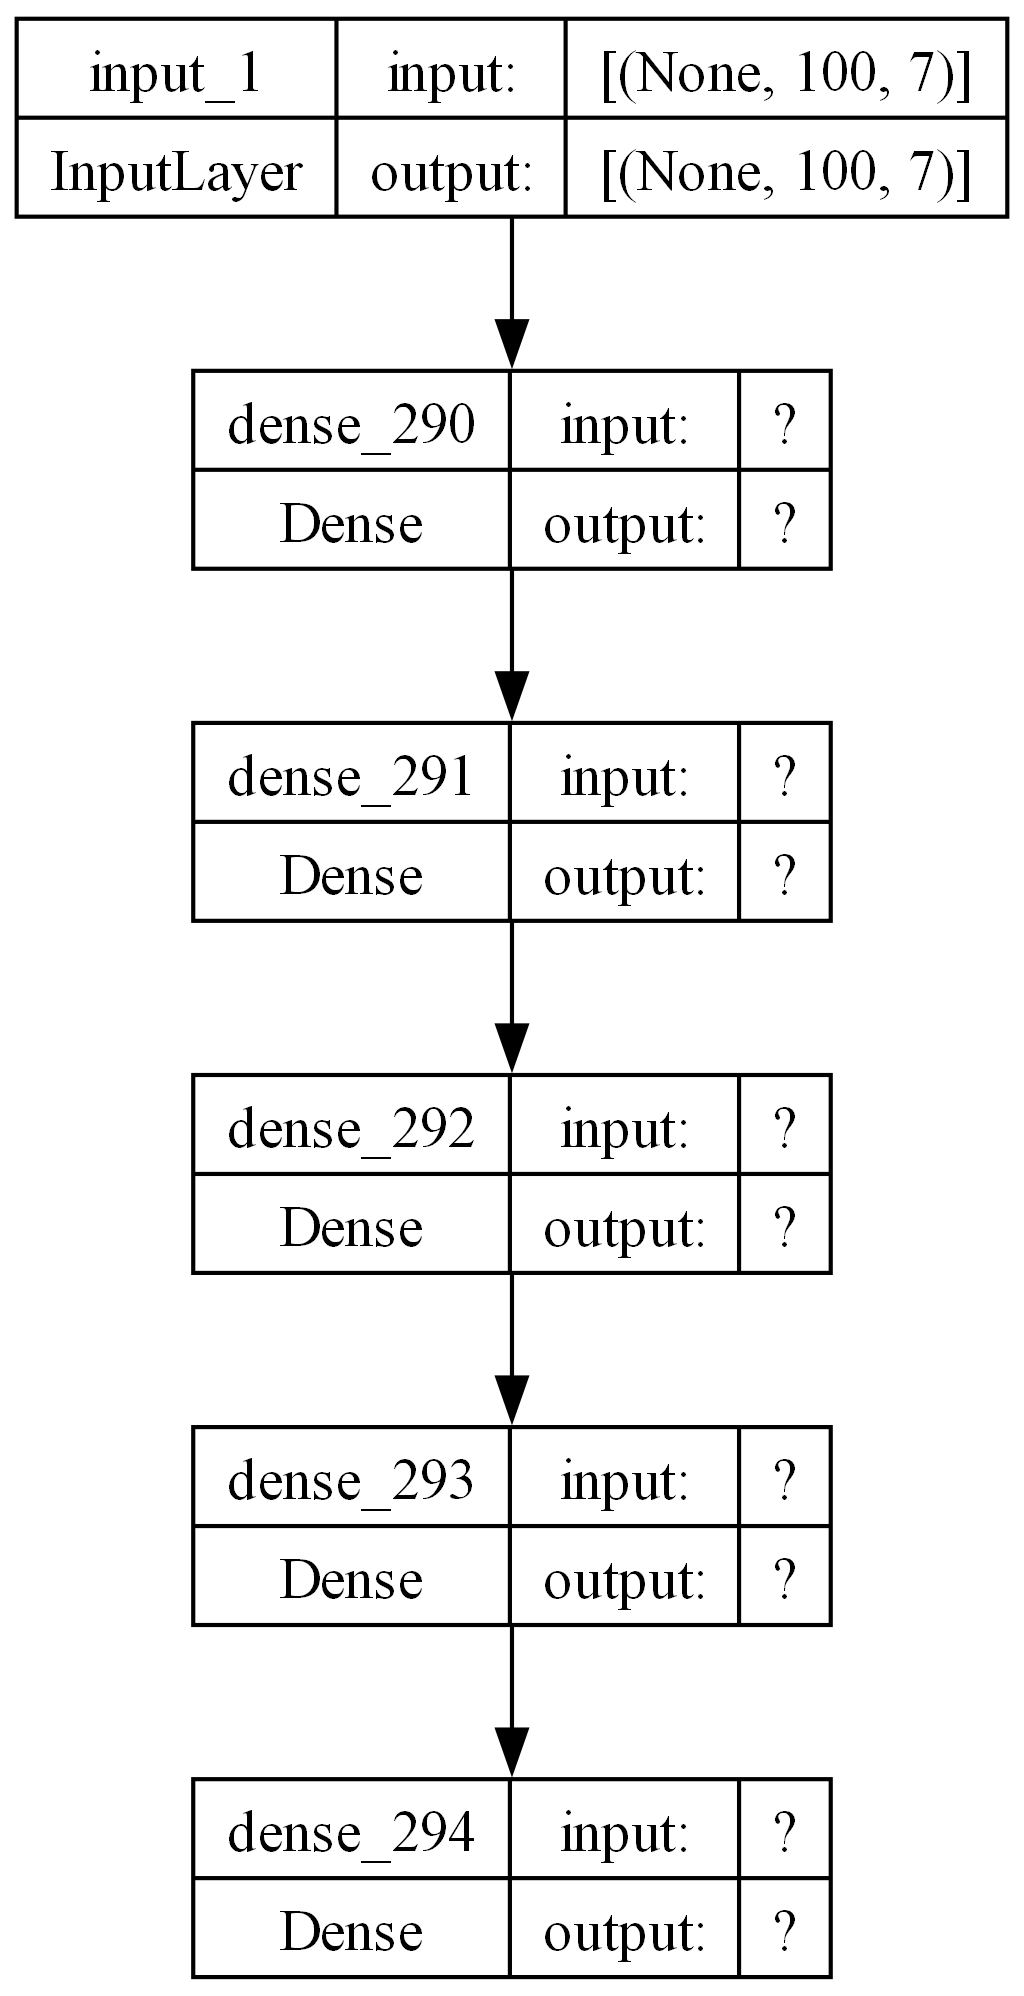 input_1 input: [(None, 100, 7)]
InputLayer output: [(None, 100, 7)]
dense_290 input: ?
Dense output: ?
dense_291 input: ?
Dense output: ?
dense_292 input: ?
Dense output: ?
dense_293 input: ?
Dense output: ?
dense_294 input: ?
Dense output: ?